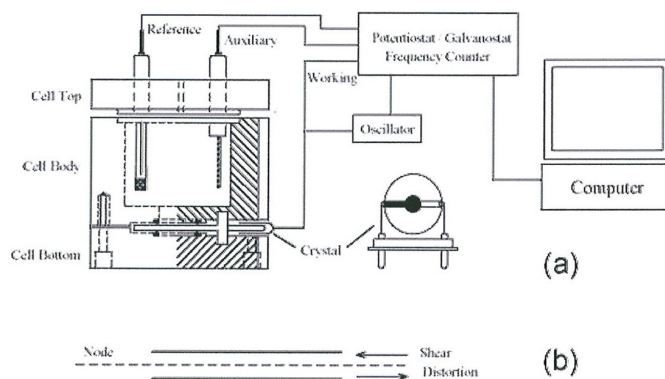 Reference
Auxiliary
Working
Potentiostat / Galvanostat
Frequency Counter
Cell Top
Oscillator
Cell Body
Computer
Cell Bottom
Crystal
(a)
Node
Shear
Distortion
(b)